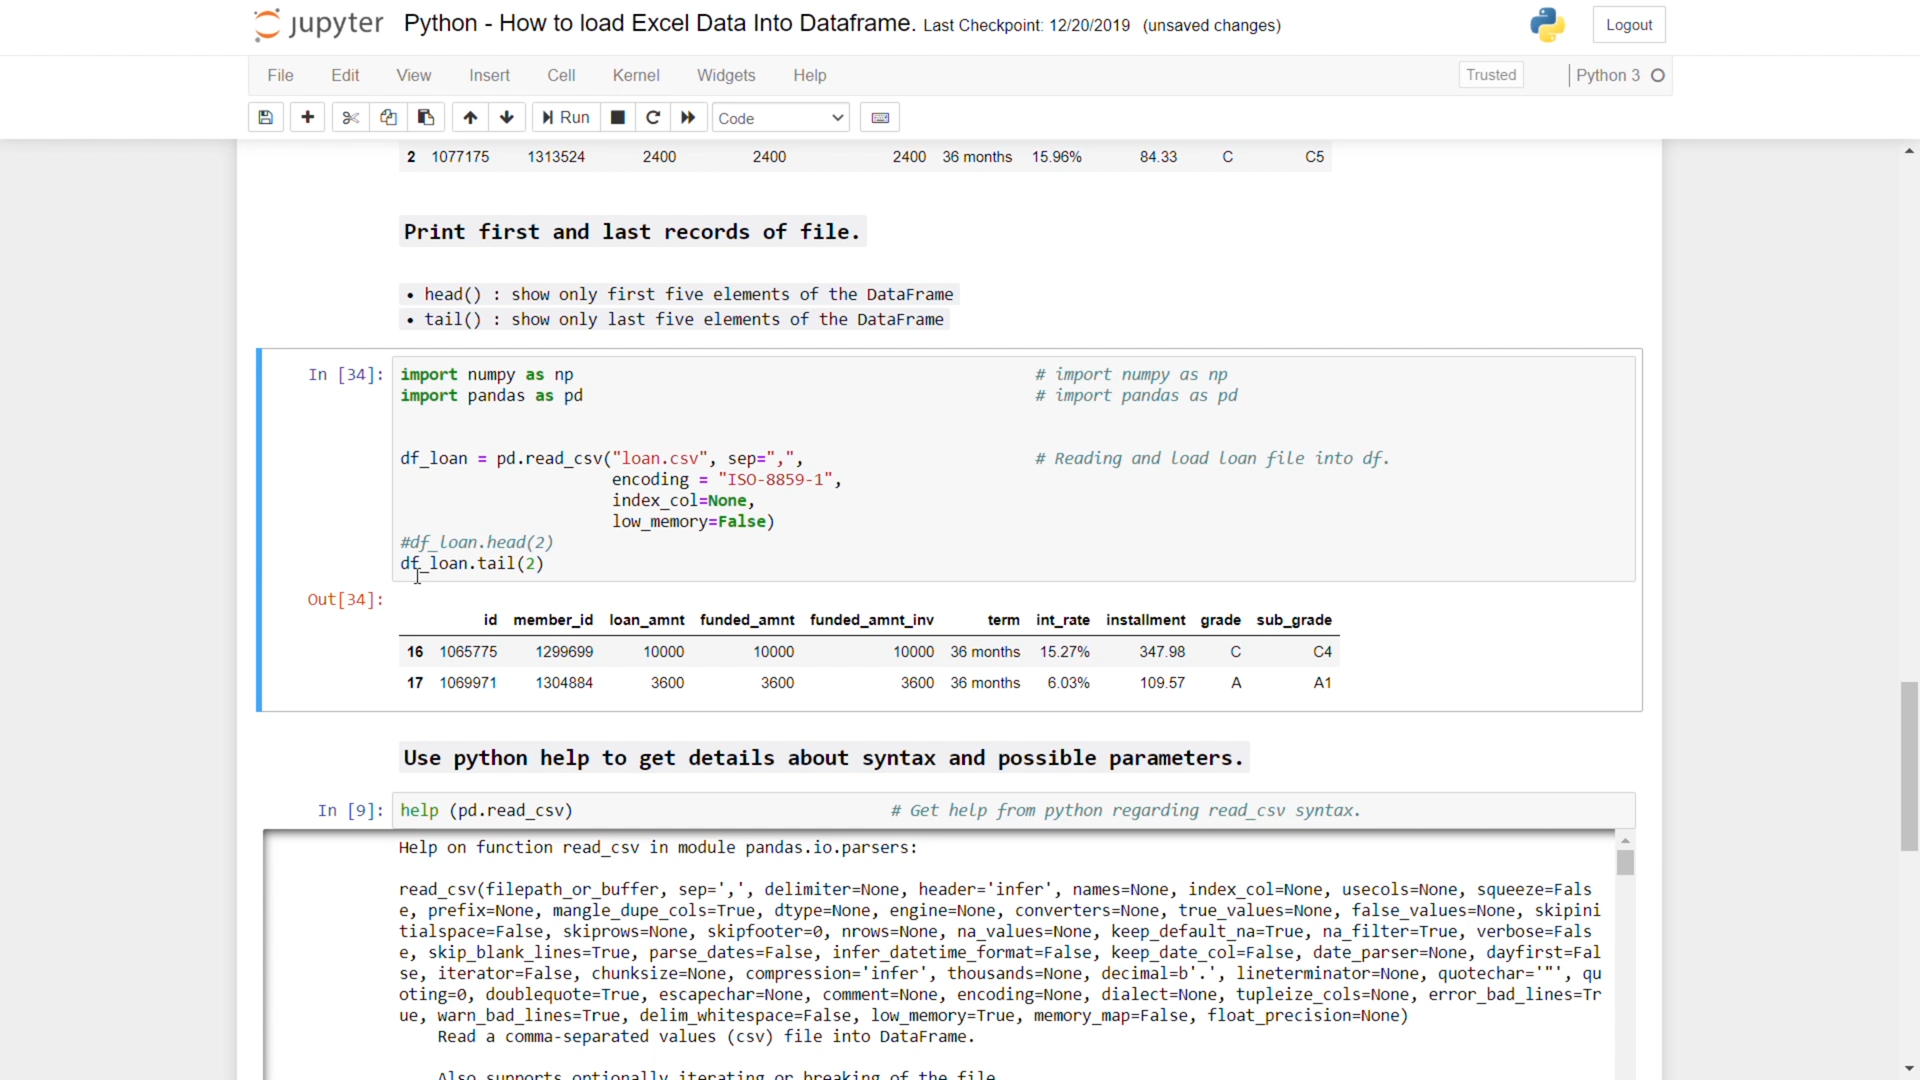 jupyter Python - How to load Excel Data Into Dataframe. Last Checkpoint: 12/20/2019 (unsaved changes) Logout
File Edit View Insert Cell Kernel Widgets Help Trusted Python 3
Run Code
2 1077175 1313524 2400 2400 2400 36 months 15.96% 84.33 C C5
Print first and last records of file.
• head() : show only first five elements of the DataFrame
• tail() : show only last five elements of the DataFrame
In [34]: import numpy as np # import numpy as np
import pandas as pd # import pandas as pd
df_loan = pd.read_csv("loan.csv", sep=",", # Reading and load loan file into df.
encoding = "ISO-8859-1",
index_col=None,
low_memory=False)
#df_loan.head(2)
df_loan.tail(2)
Out[34]:
id member_id loan_amnt funded_amnt funded_amnt_inv term int_rate installment grade sub_grade
16 1065775 1299699 10000 10000 10000 36 months 15.27% 347.98 C C4
17 1069971 1304884 3600 3600 3600 36 months 6.03% 109.57 A A1
Use python help to get details about syntax and possible parameters.
In [9]: help (pd.read_csv) # Get help from python regarding read_csv syntax.
Help on function read_csv in module pandas.io.parsers:
read_csv(filepath_or_buffer, sep=',', delimiter=None, header='infer', names=None, index_col=None, usecols=None, squeeze=Fals
e, prefix=None, mangle_dupe_cols=True, dtype=None, engine=None, converters=None, true_values=None, false_values=None, skipini
tialspace=False, skiprows=None, skipfooter=0, nrows=None, na_values=None, keep_default_na=True, na_filter=True, verbose=Fals
e, skip_blank_lines=True, parse_dates=False, infer_datetime_format=False, keep_date_col=False, date_parser=None, dayfirst=Fal
se, iterator=False, chunksize=None, compression='infer', thousands=None, decimal=b'.', lineterminator=None, quotechar='"', qu
oting=0, doublequote=True, escapechar=None, comment=None, encoding=None, dialect=None, tupleize_cols=None, error_bad_lines=Tr
ue, warn_bad_lines=True, delim_whitespace=False, low_memory=True, memory_map=False, float_precision=None)
Read a comma-separated values (csv) file into DataFrame.
Also supports optionally iterating or breaking of the file